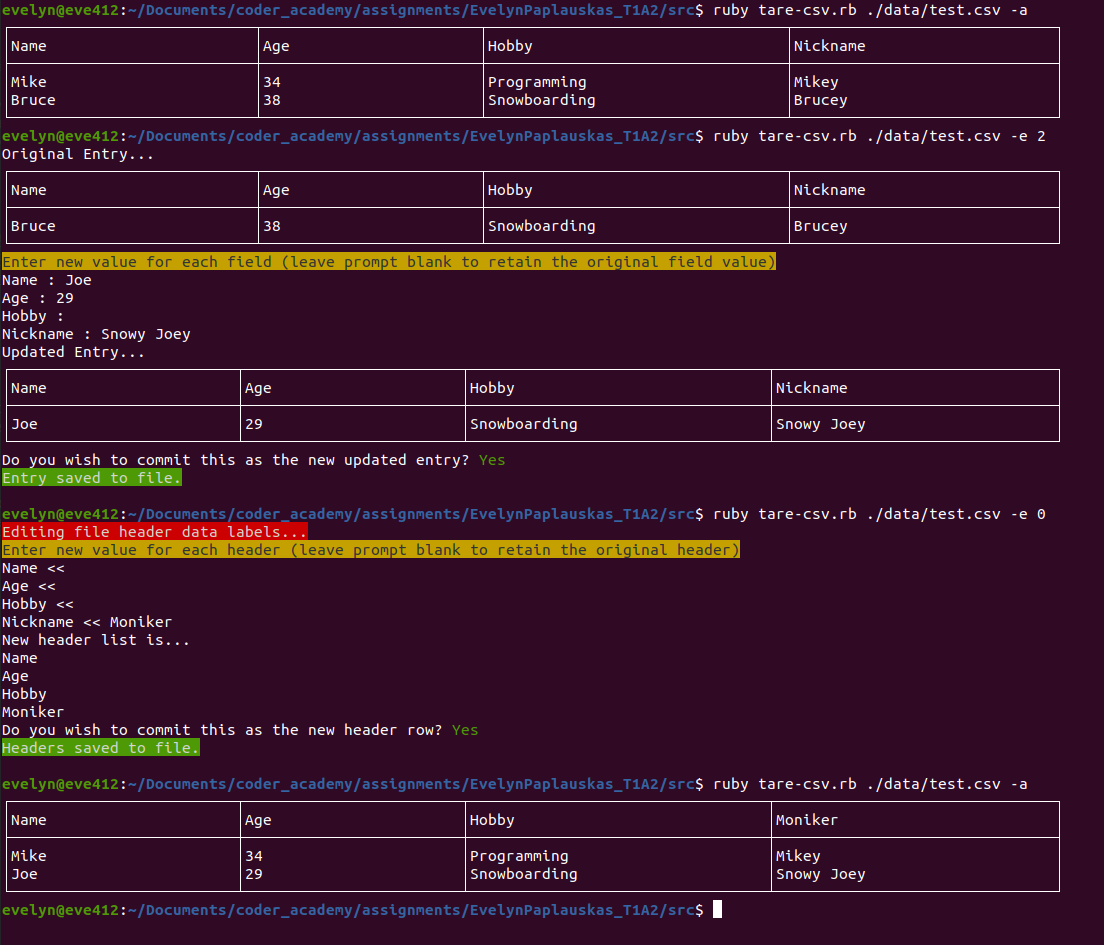 evelyn@eve412:~/Documents/coder_academy/assignments/EvelynPaplauskas_T1A2/src$ ruby tare-csv.rb ./data/test.csv -a
Name Age Hobby Nickname
Mike 34 Programming Mikey
Bruce 38 Snowboarding Brucey
evelyn@eve412:~/Documents/coder_academy/assignments/EvelynPaplauskas_T1A2/src$ ruby tare-csv.rb ./data/test.csv -e 2
Original Entry...
Name Age Hobby Nickname
Bruce 38 Snowboarding Brucey
Enter new value for each field (leave prompt blank to retain the original field value)
Name : Joe
Age : 29
Hobby :
Nickname : Snowy Joey
Updated Entry...
Name Age Hobby Nickname
Joe 29 Snowboarding Snowy Joey
Do you wish to commit this as the new updated entry? Yes
Entry saved to file.
evelyn@eve412:~/Documents/coder_academy/assignments/EvelynPaplauskas_T1A2/src$ ruby tare-csv.rb ./data/test.csv -e 0
Editing file header data labels...
Enter new value for each header (leave prompt blank to retain the original header)
Name <<
Age <<
Hobby <<
Nickname << Moniker
New header list is...
Name
Age
Hobby
Moniker
Do you wish to commit this as the new header row? Yes
Headers saved to file.
evelyn@eve412:~/Documents/coder_academy/assignments/EvelynPaplauskas_T1A2/src$ ruby tare-csv.rb ./data/test.csv -a
Name Age Hobby Moniker
Mike 34 Programming Mikey
Joe 29 Snowboarding Snowy Joey
evelyn@eve412:~/Documents/coder_academy/assignments/EvelynPaplauskas_T1A2/src$